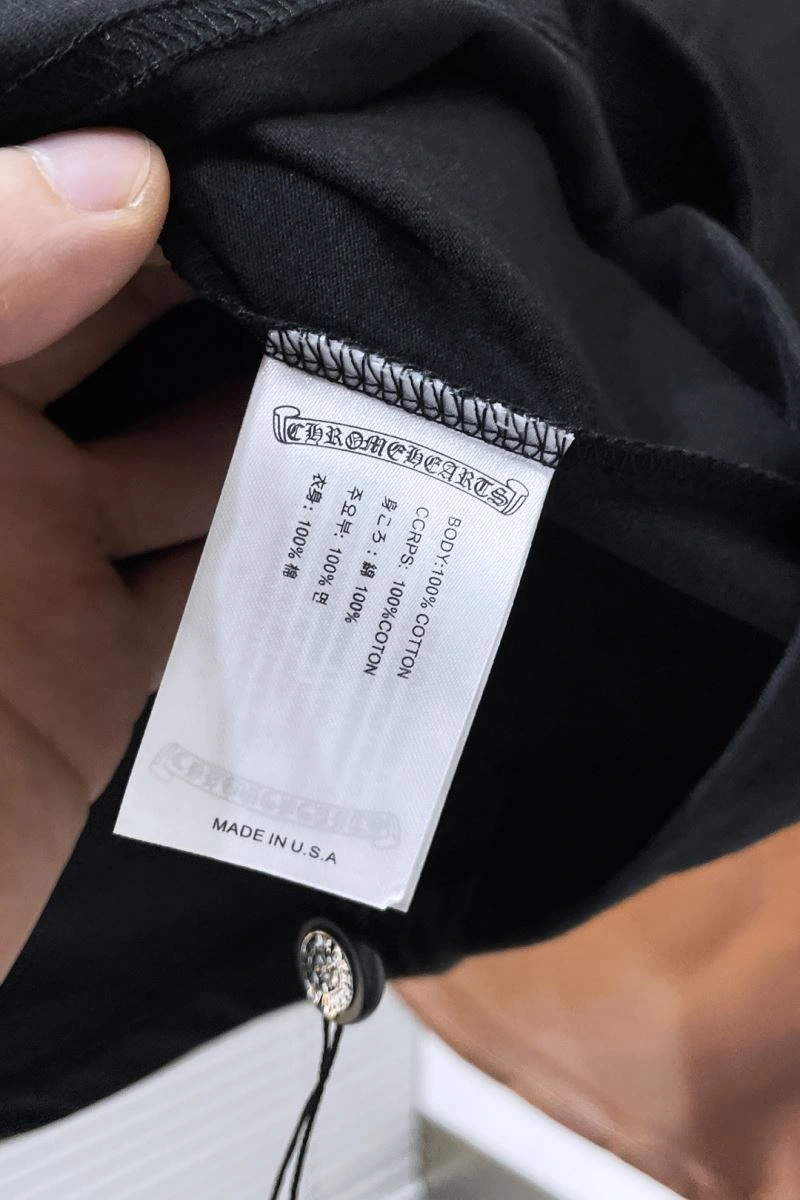 CHROMEHEARTS
BODY:100% COTTON
CCRPS: 100%COTON
身ころ : 綿 100%
주요부: 100% 면
衣身: 100% 棉
MADE IN U.S.A